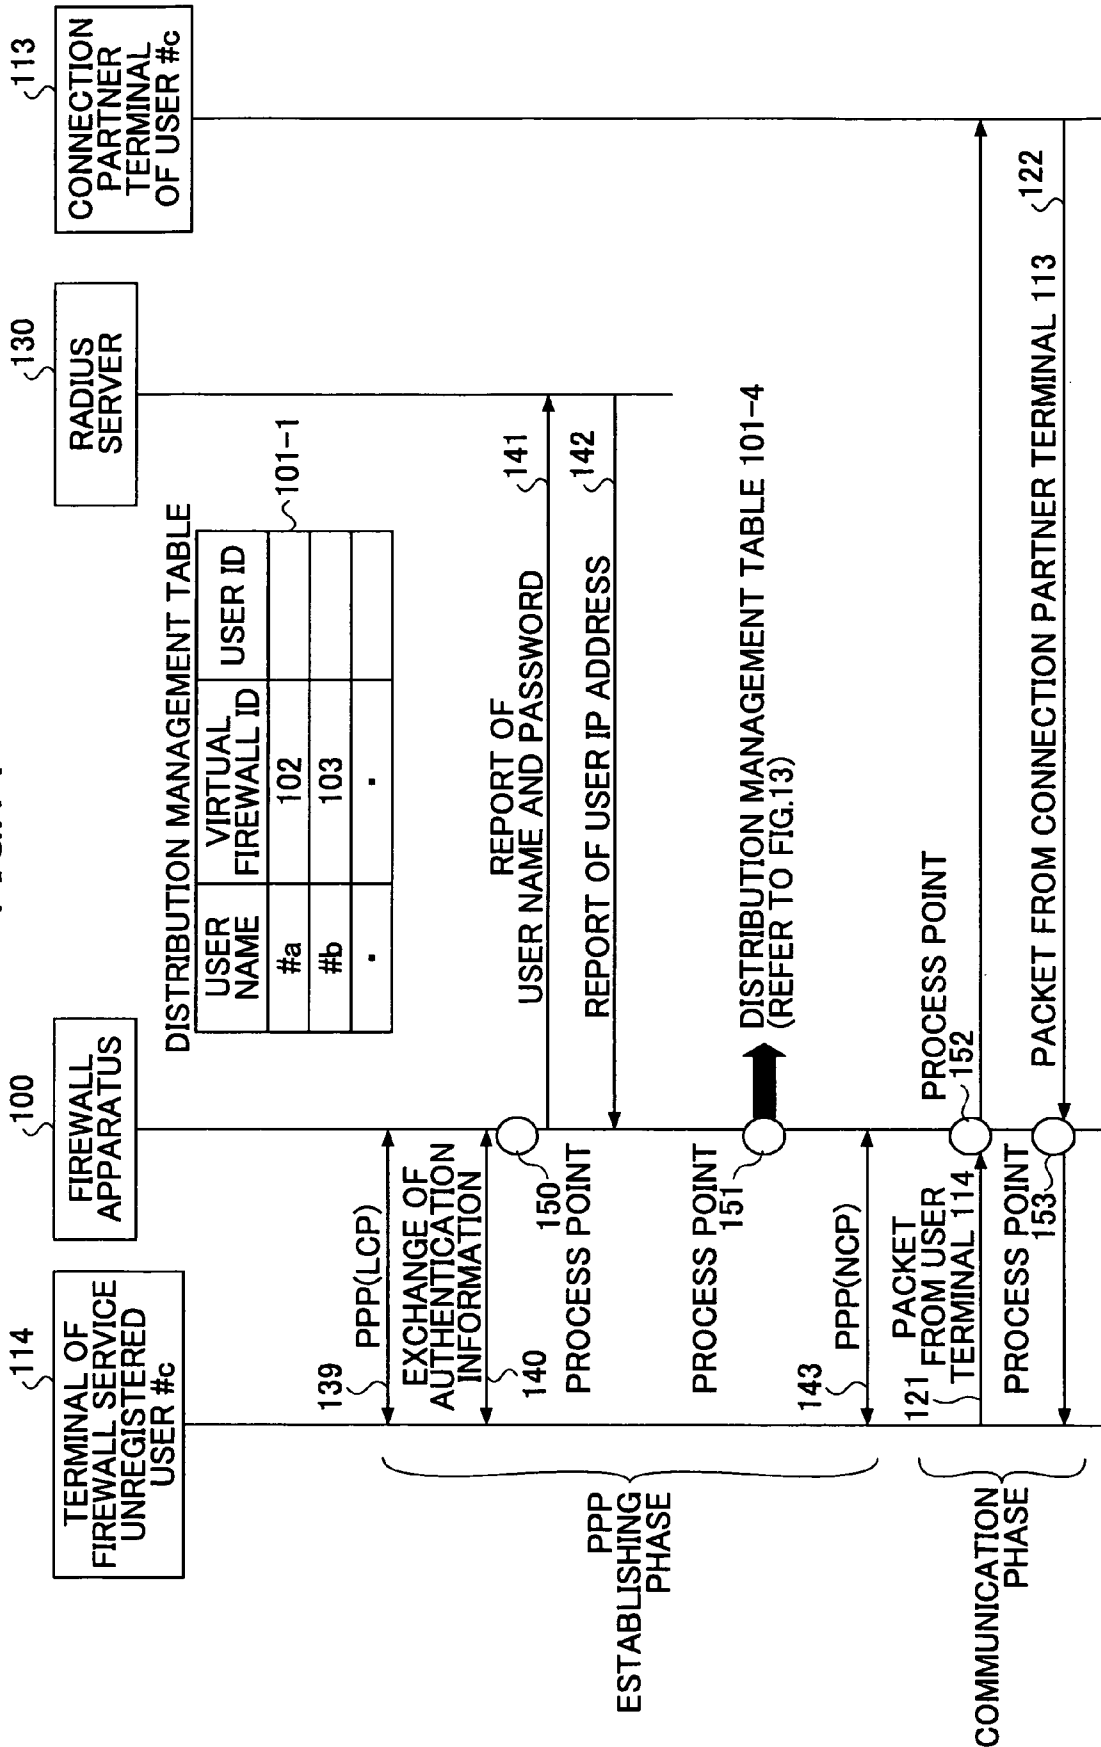 114
TERMINAL OF
FIREWALL SERVICE
UNREGISTERED
USER #c
100
FIREWALL
APPARATUS
130
RADIUS
SERVER
113
CONNECTION
PARTNER
TERMINAL
OF USER #c
DISTRIBUTION MANAGEMENT TABLE
USER
NAME
VIRTUAL
FIREWALL ID
USER ID
#a
102
#b
103
.
.
101-1
139
PPP(LCP)
EXCHANGE OF
AUTHENTICATION
INFORMATION
140
150
PROCESS POINT
REPORT OF
USER NAME AND PASSWORD
141
REPORT OF USER IP ADDRESS
142
PROCESS POINT
151
DISTRIBUTION MANAGEMENT TABLE 101-4
(REFER TO FIG.13)
143
PPP(NCP)
PPP
ESTABLISHING
PHASE
121
PACKET
FROM USER
TERMINAL 114
PROCESS POINT
152
PROCESS POINT
153
PACKET FROM CONNECTION PARTNER TERMINAL 113
122
COMMUNICATION
PHASE